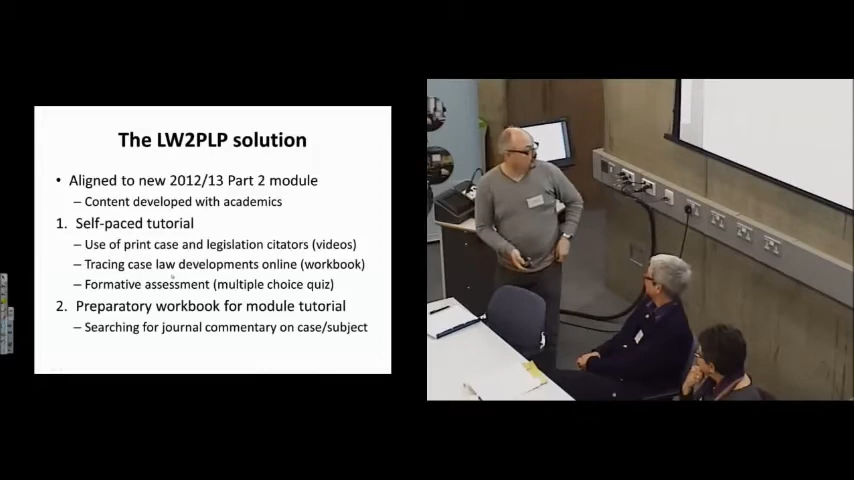 The LW2PLP solution
• Aligned to new 2012/13 Part 2 module
– Content developed with academics
1. Self-paced tutorial
– Use of print case and legislation citators (videos)
– Tracing case law developments online (workbook)
– Formative assessment (multiple choice quiz)
2. Preparatory workbook for module tutorial
– Searching for journal commentary on case/subject